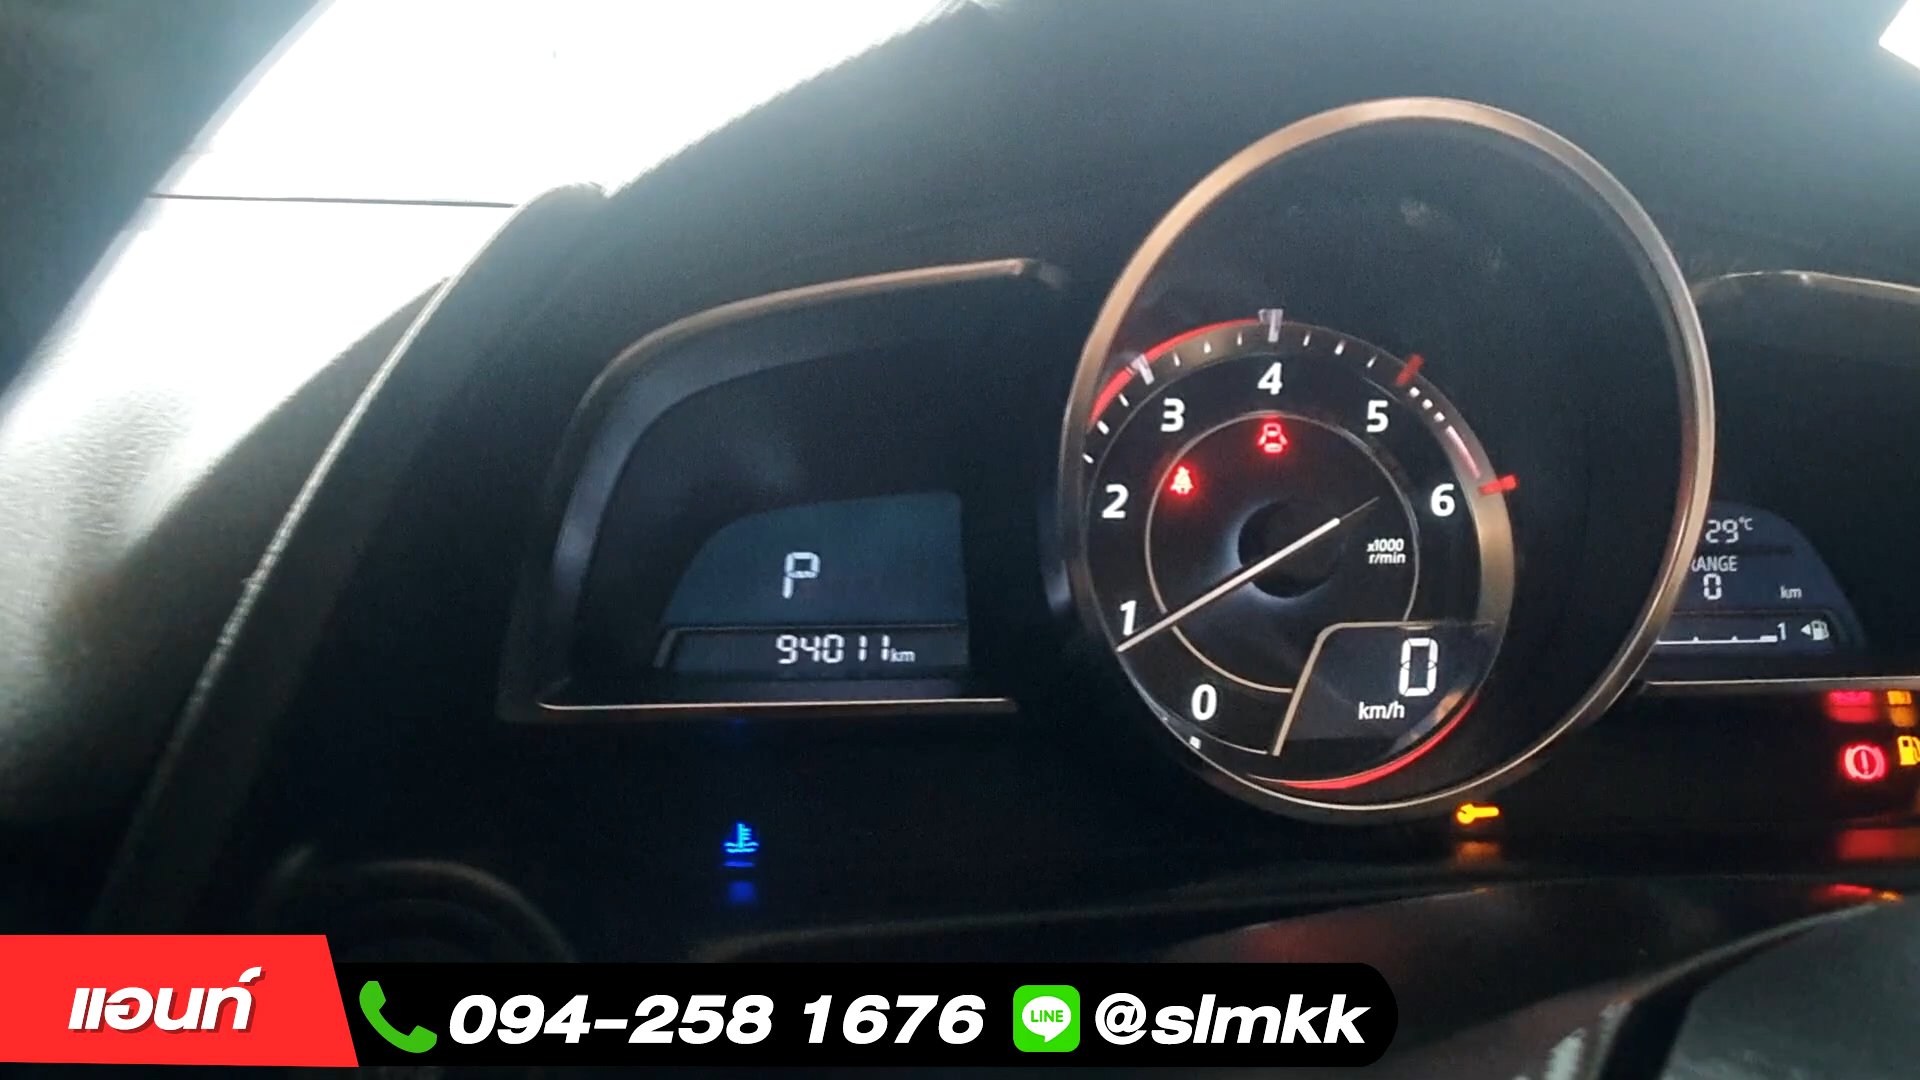 P
94011km
0
1
2
3
4
5
6
x1000
r/min
0
km/h
29°C
RANGE
0 km
1
แอนท์
094-258 1676 LINE @slmkk